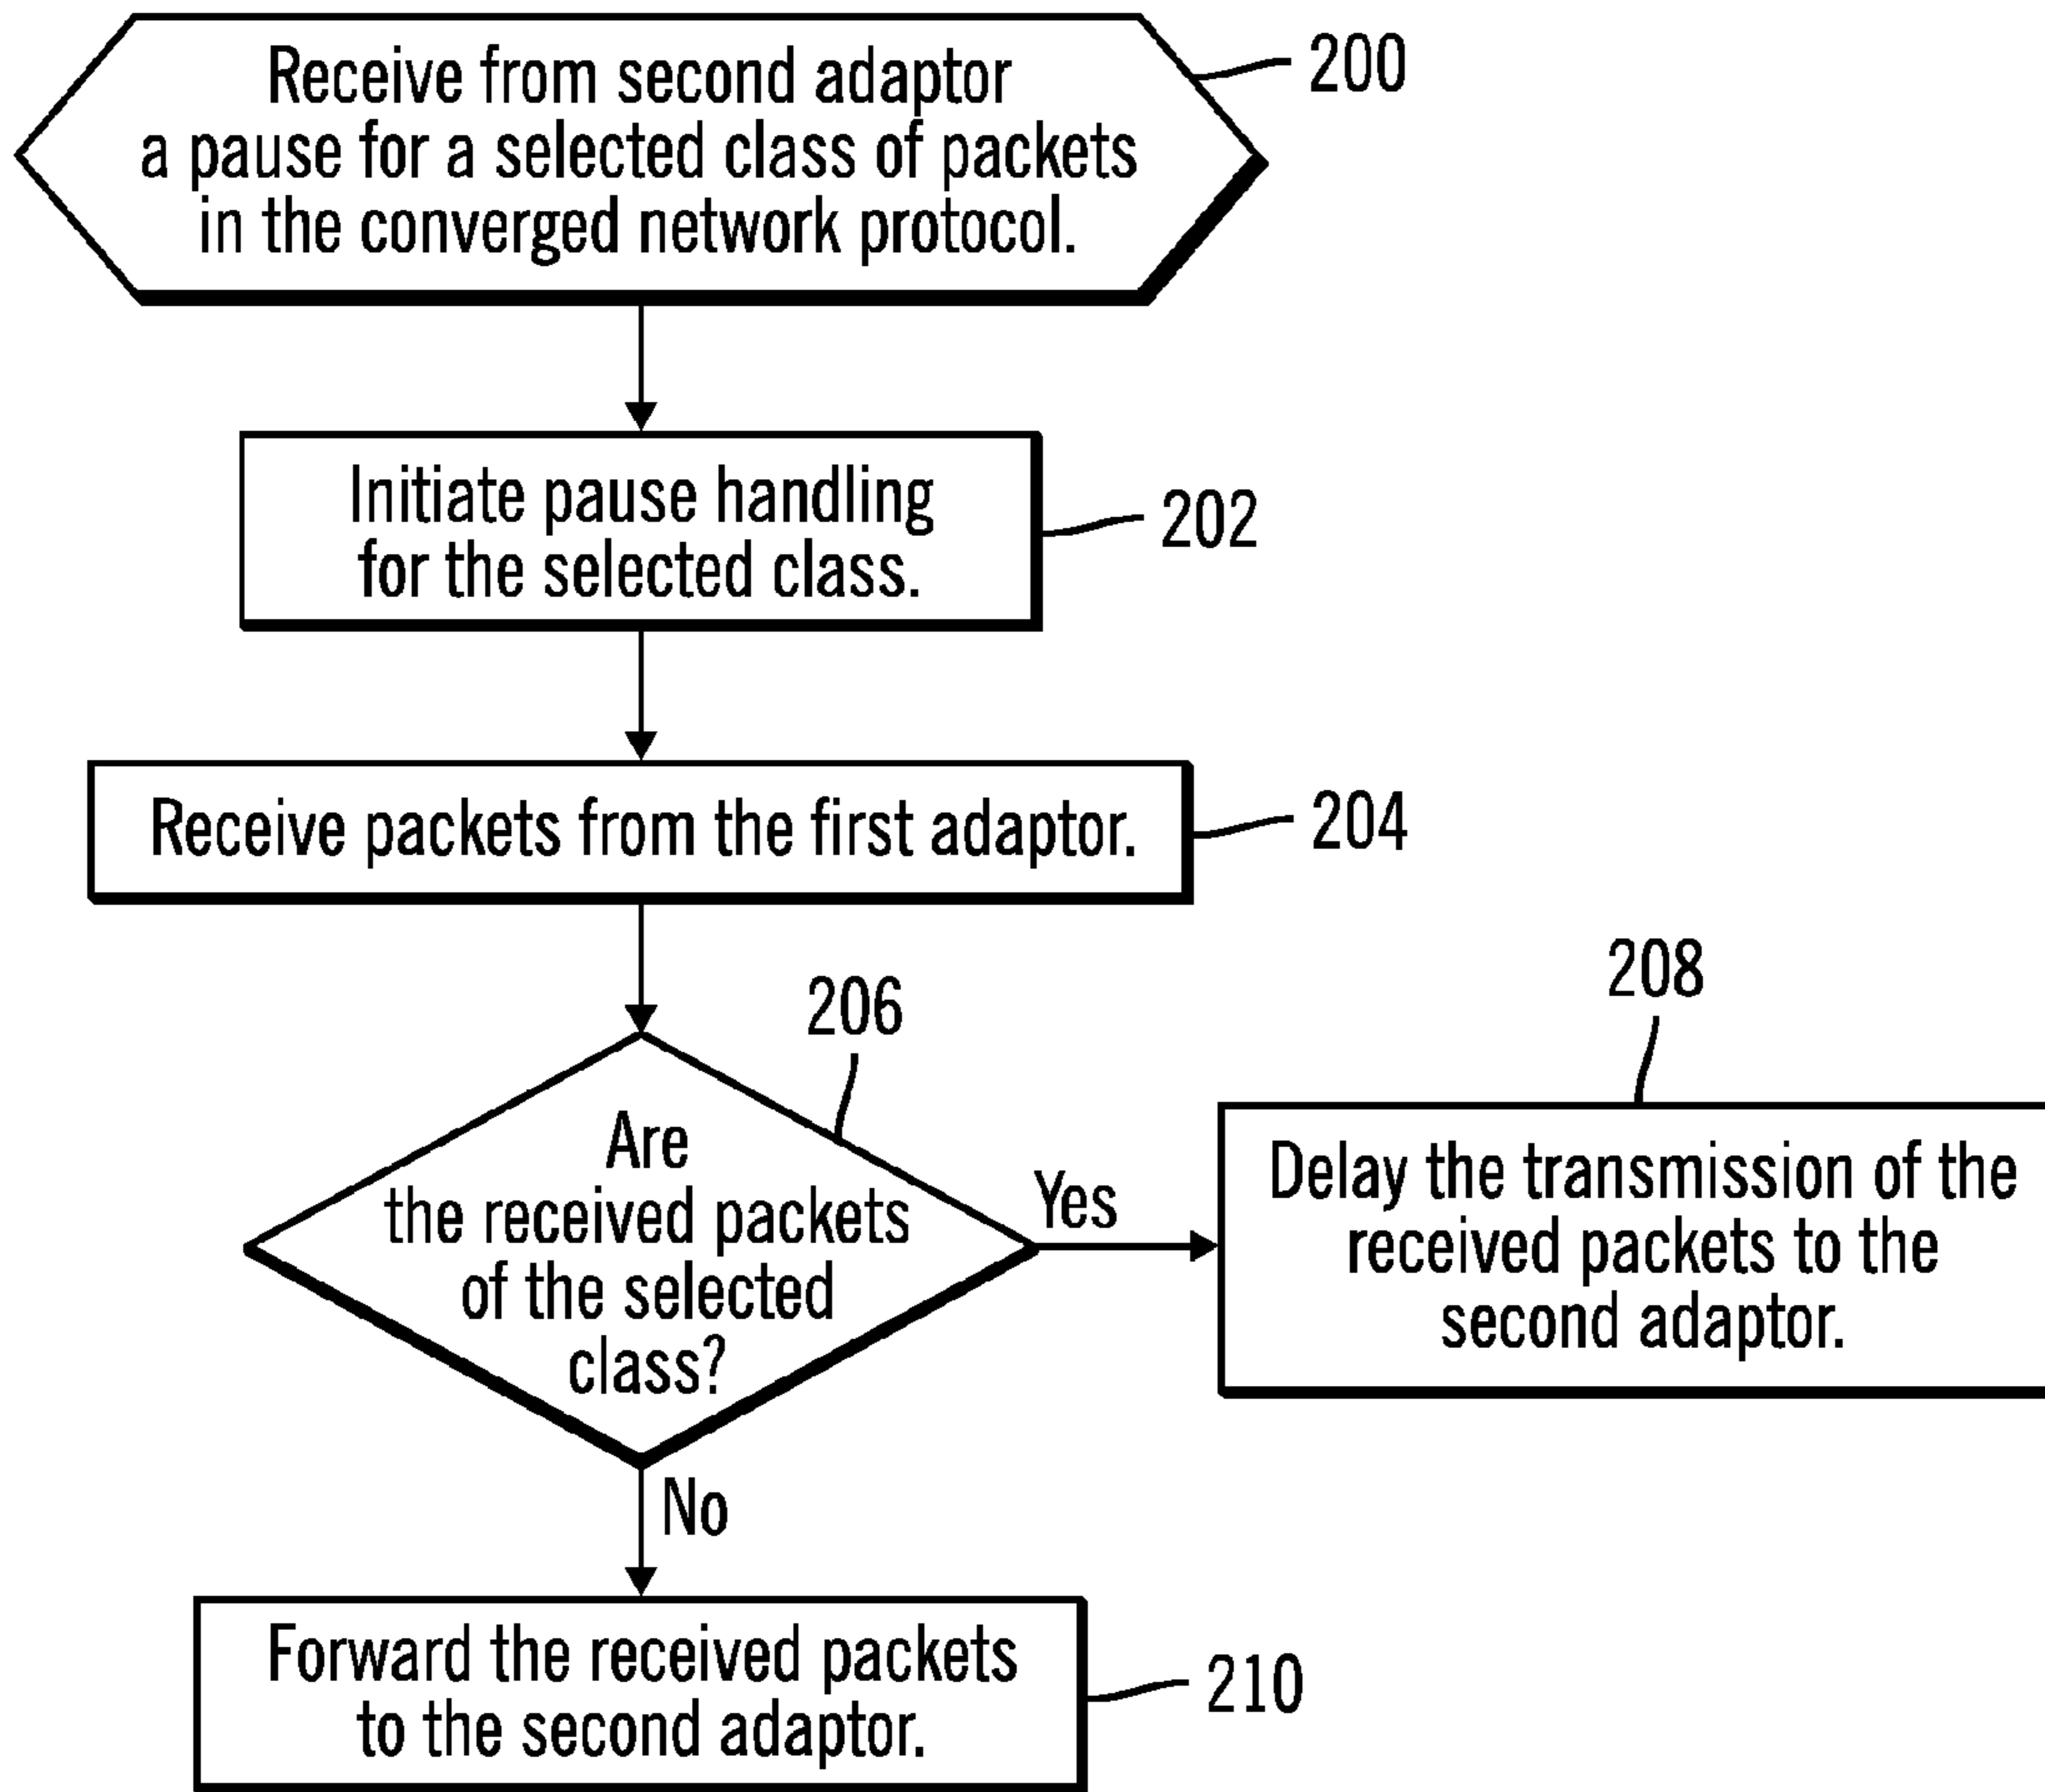 Receive from second adaptor
a pause for a selected class of packets
in the converged network protocol.
200
Initiate pause handling
for the selected class.
202
Receive packets from the first adaptor.
204
206
Are
the received packets
of the selected
class?
Yes
208
Delay the transmission of the
received packets to the
second adaptor.
No
Forward the received packets
to the second adaptor.
210